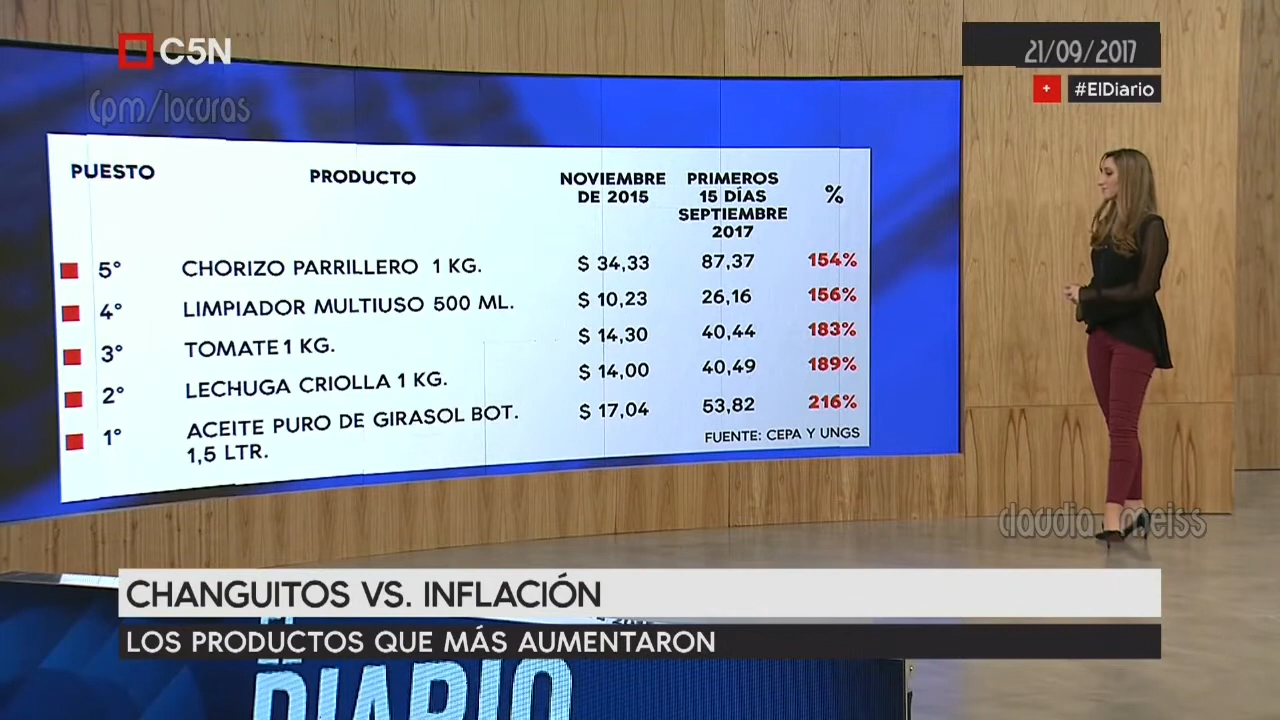 C5N
Cpm/locuras
21/09/2017
+
#ElDiario
PUESTO PRODUCTO NOVIEMBRE DE 2015 PRIMEROS 15 DÍAS SEPTIEMBRE 2017 %
5° CHORIZO PARRILLERO 1 KG. $ 34,33 87,37 154%
4° LIMPIADOR MULTIUSO 500 ML. $ 10,23 26,16 156%
3° TOMATE 1 KG. $ 14,30 40,44 183%
2° LECHUGA CRIOLLA 1 KG. $ 14,00 40,49 189%
1° ACEITE PURO DE GIRASOL BOT. 1,5 LTR. $ 17,04 53,82 216%
FUENTE: CEPA Y UNGS
claudia_meiss
CHANGUITOS VS. INFLACIÓN
LOS PRODUCTOS QUE MÁS AUMENTARON
EL
DIARIO